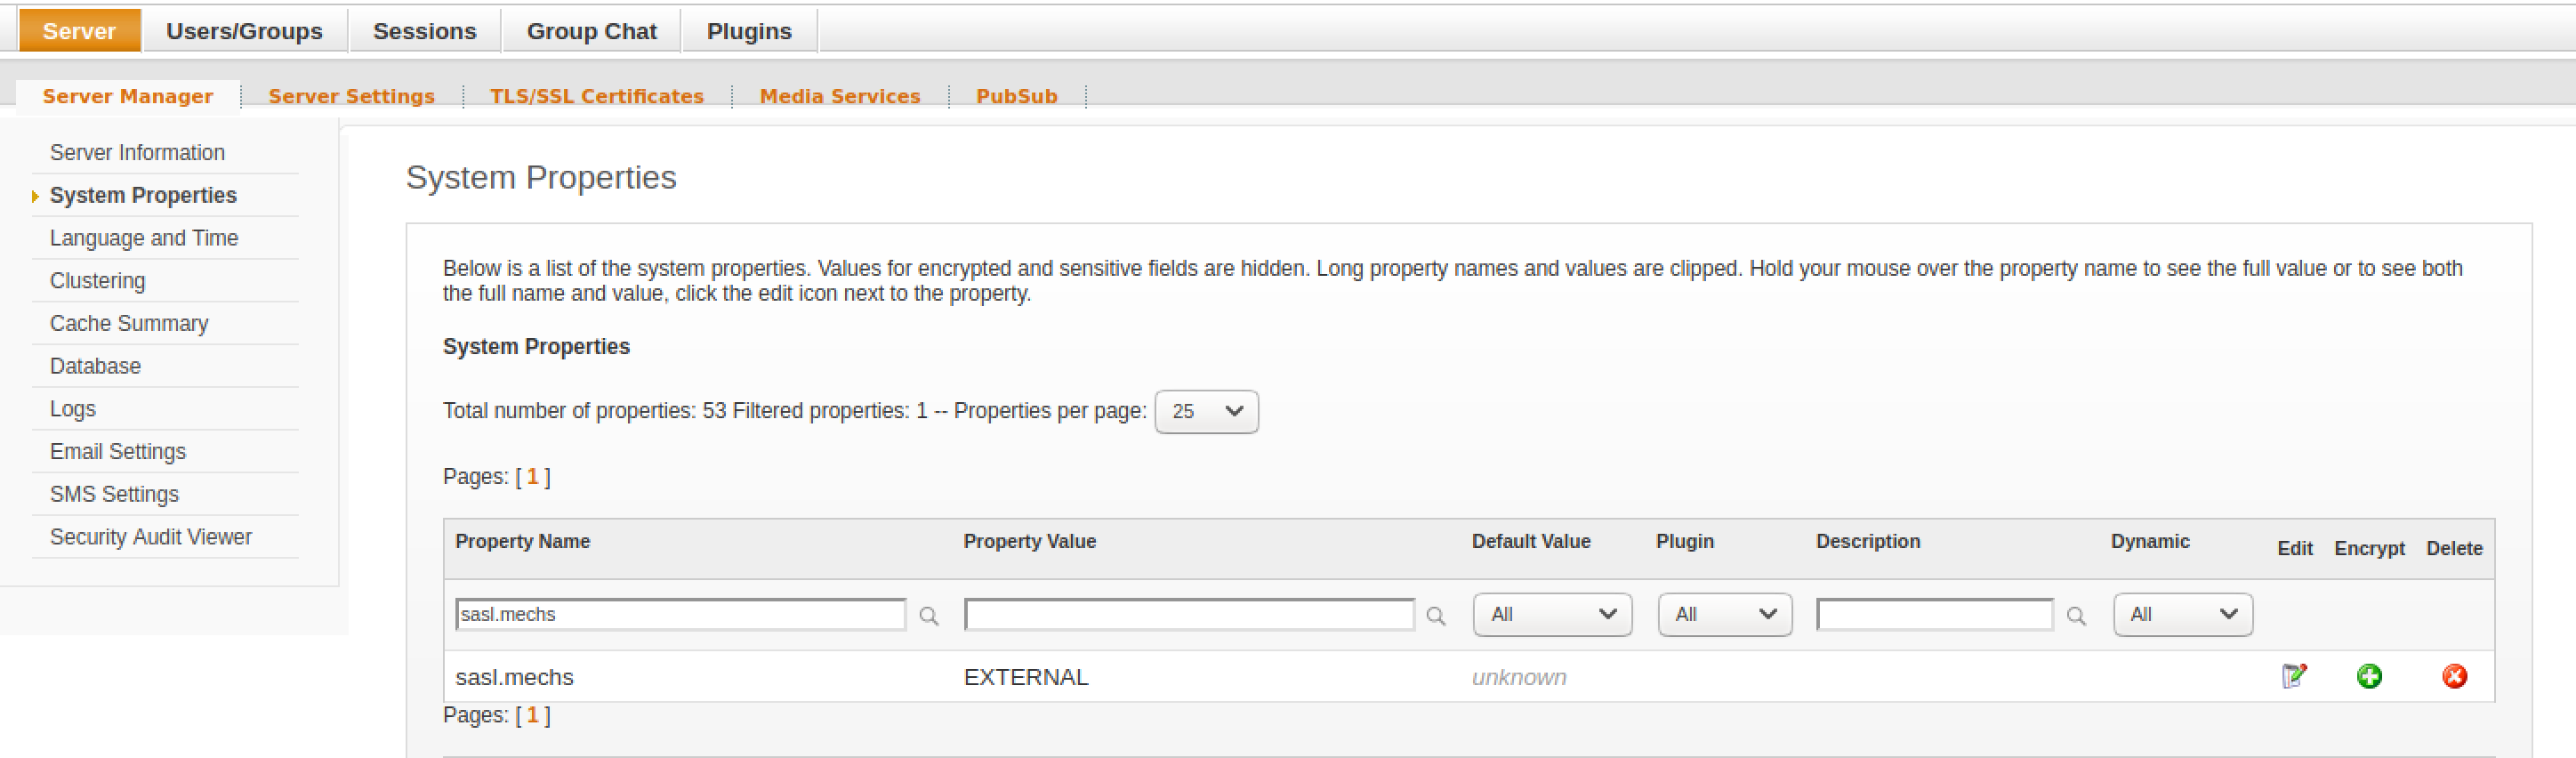 Server Users/Groups Sessions Group Chat Plugins
Server Manager Server Settings TLS/SSL Certificates Media Services PubSub
Server Information
System Properties
Language and Time
Clustering
Cache Summary
Database
Logs
Email Settings
SMS Settings
Security Audit Viewer
System Properties
Below is a list of the system properties. Values for encrypted and sensitive fields are hidden. Long property names and values are clipped. Hold your mouse over the property name to see the full value or to see both
the full name and value, click the edit icon next to the property.
System Properties
Total number of properties: 53 Filtered properties: 1 -- Properties per page: 25
Pages: [ 1 ]
Property Name Property Value Default Value Plugin Description Dynamic Edit Encrypt Delete
sasl.mechs All All All
sasl.mechs EXTERNAL unknown
Pages: [ 1 ]